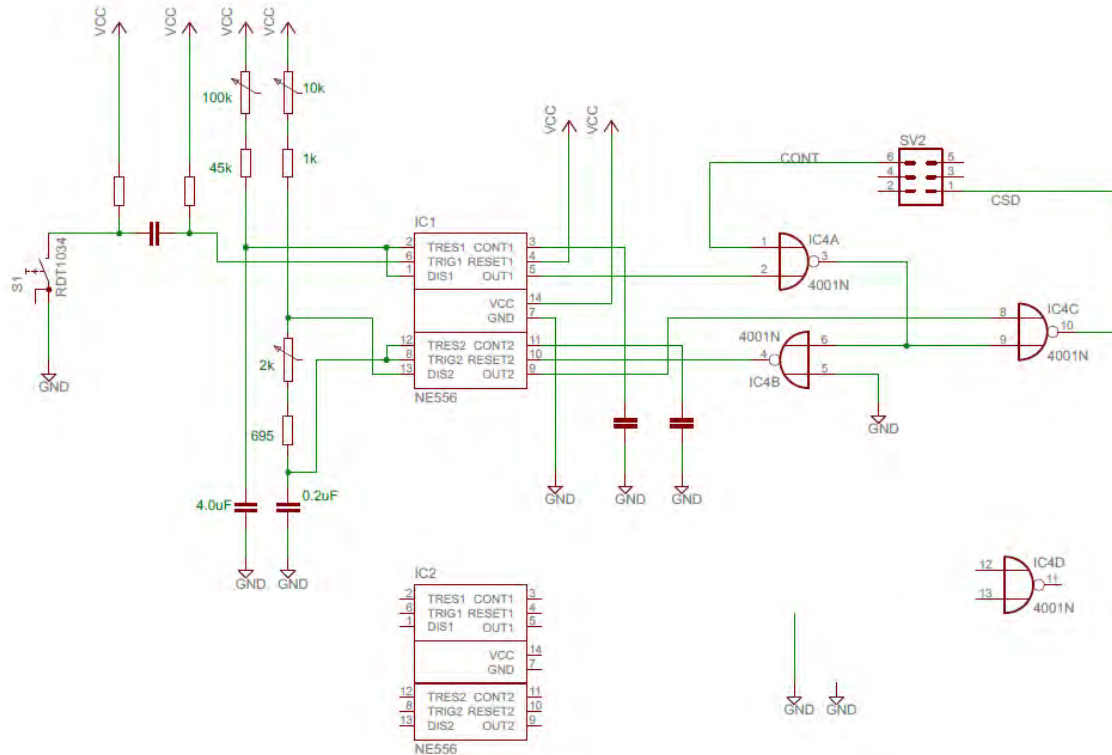 VCC
VCC
VCC
VCC
100k
10k
45k
1k
VCC
VCC
CONT
SV2
6 5
4 3
2 1
CSD
S1
RDT1034
GND
IC1
2 TRES1 CONT1 3
6 TRIG1 RESET1 4
1 DIS1 OUT1 5
VCC 14
GND 7
12 TRES2 CONT2 11
8 TRIG2 RESET2 10
13 DIS2 OUT2 9
NE556
1 IC4A
3
2 4001N
4001N
4 6
5
IC4B
GND
8 IC4C
10
9 4001N
2k
695
4.0uF
0.2uF
GND
GND
GND
GND
GND
IC2
2 TRES1 CONT1 3
6 TRIG1 RESET1 4
1 DIS1 OUT1 5
VCC 14
GND 7
12 TRES2 CONT2 11
8 TRIG2 RESET2 10
13 DIS2 OUT2 9
NE556
12 IC4D
11
13 4001N
GND
GND